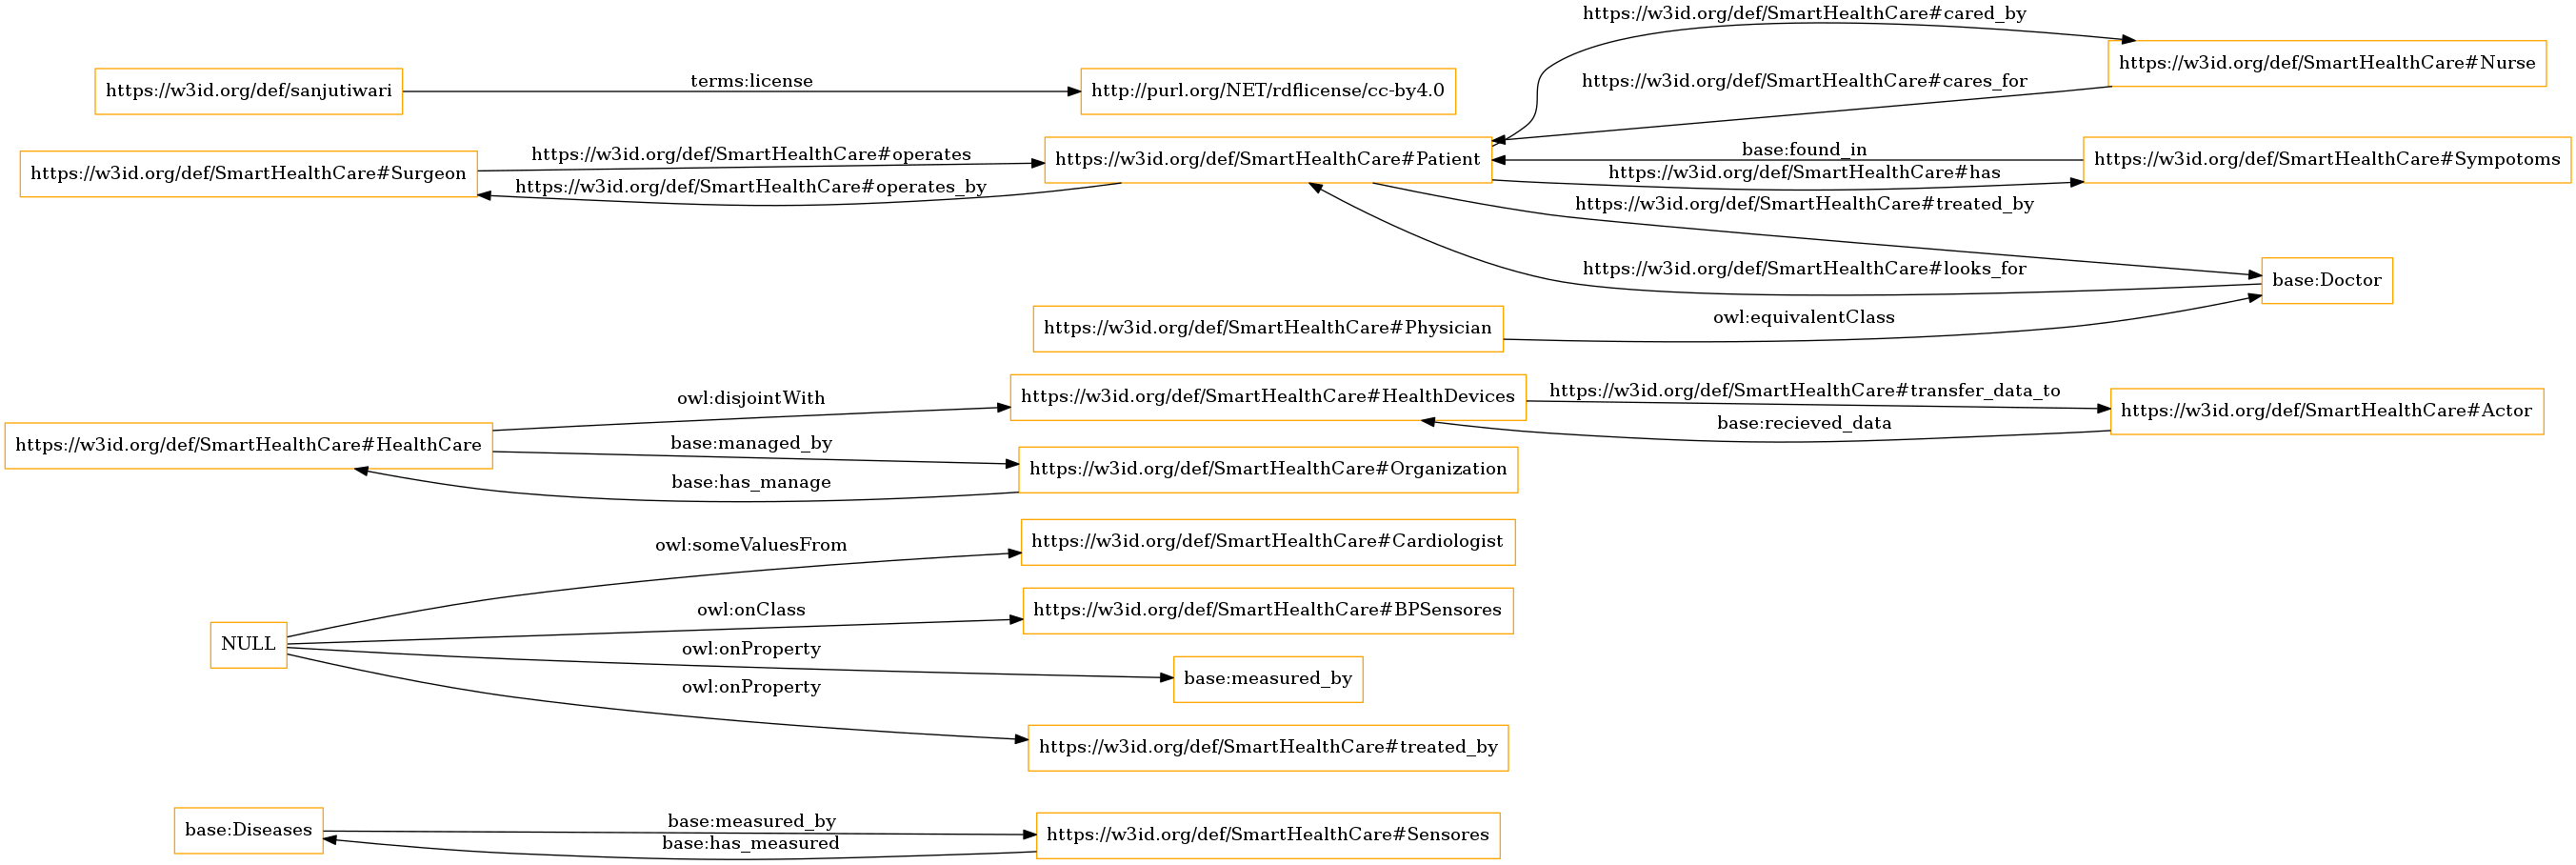 https://w3id.org/def/SmartHealthCare#cared_by
https://w3id.org/def/SmartHealthCare#Nurse
https://w3id.org/def/sanjutiwari
terms:license
http://purl.org/NET/rdflicense/cc-by4.0
https://w3id.org/def/SmartHealthCare#cares_for
https://w3id.org/def/SmartHealthCare#Surgeon
https://w3id.org/def/SmartHealthCare#operates
https://w3id.org/def/SmartHealthCare#operates_by
https://w3id.org/def/SmartHealthCare#Patient
base:found_in
https://w3id.org/def/SmartHealthCare#has
https://w3id.org/def/SmartHealthCare#Sympotoms
https://w3id.org/def/SmartHealthCare#treated_by
https://w3id.org/def/SmartHealthCare#looks_for
base:Doctor
https://w3id.org/def/SmartHealthCare#Physician
owl:equivalentClass
https://w3id.org/def/SmartHealthCare#HealthCare
owl:disjointWith
https://w3id.org/def/SmartHealthCare#HealthDevices
https://w3id.org/def/SmartHealthCare#transfer_data_to
base:recieved_data
https://w3id.org/def/SmartHealthCare#Actor
base:managed_by
https://w3id.org/def/SmartHealthCare#Organization
base:has_manage
NULL
owl:someValuesFrom
https://w3id.org/def/SmartHealthCare#Cardiologist
owl:onClass
https://w3id.org/def/SmartHealthCare#BPSensores
owl:onProperty
base:measured_by
owl:onProperty
https://w3id.org/def/SmartHealthCare#treated_by
base:Diseases
base:measured_by
base:has_measured
https://w3id.org/def/SmartHealthCare#Sensores